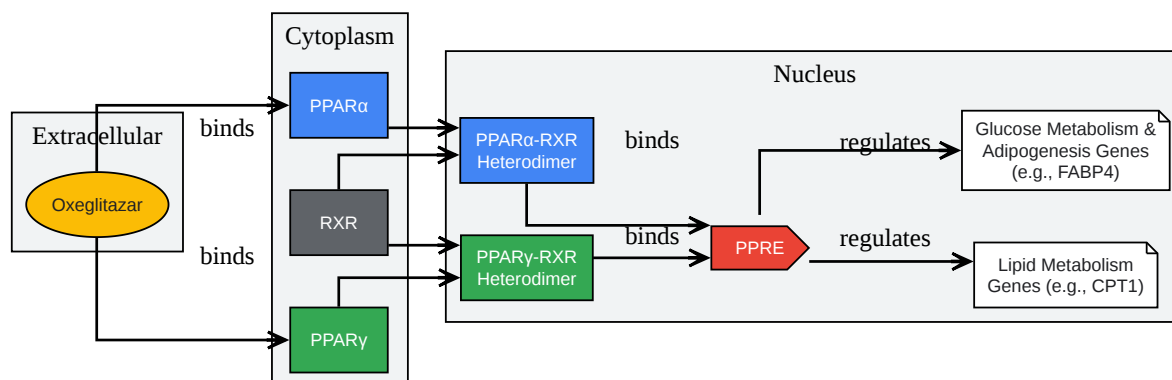 Cytoplasm
Nucleus
Extracellular
Oxeglitazar
binds
binds
PPARα
RXR
PPARγ
PPARα-RXR
Heterodimer
PPARγ-RXR
Heterodimer
binds
binds
PPRE
regulates
regulates
Glucose Metabolism &
Adipogenesis Genes
(e.g., FABP4)
Lipid Metabolism
Genes (e.g., CPT1)